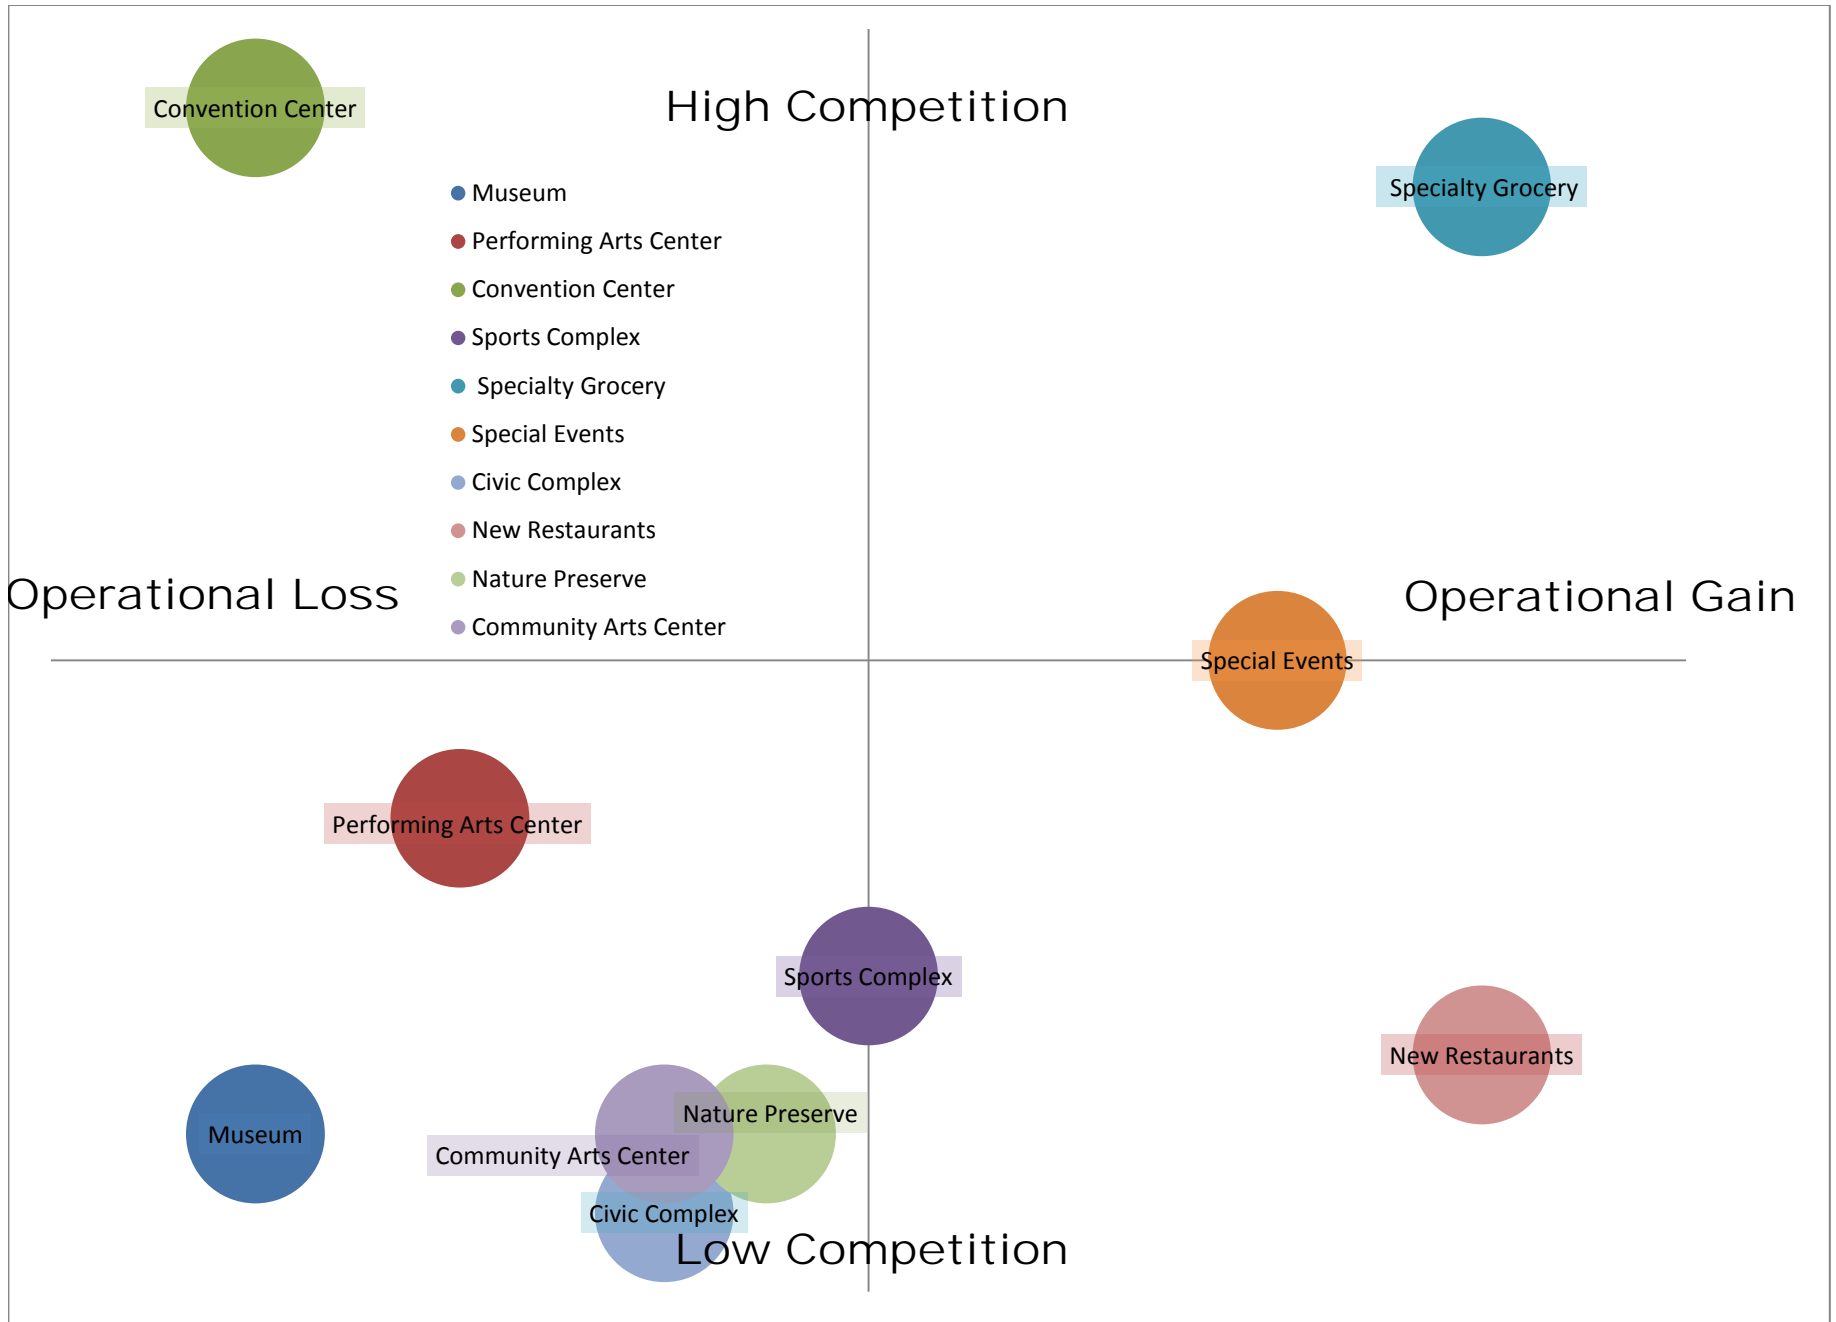 Convention Center
High Competition
Specialty Grocery
Museum
Performing Arts Center
Convention Center
Sports Complex
Specialty Grocery
Special Events
Civic Complex
New Restaurants
Nature Preserve
Community Arts Center
Operational Loss
Operational Gain
Special Events
Performing Arts Center
Sports Complex
New Restaurants
Nature Preserve
Museum
Community Arts Center
Civic Complex
Low Competition